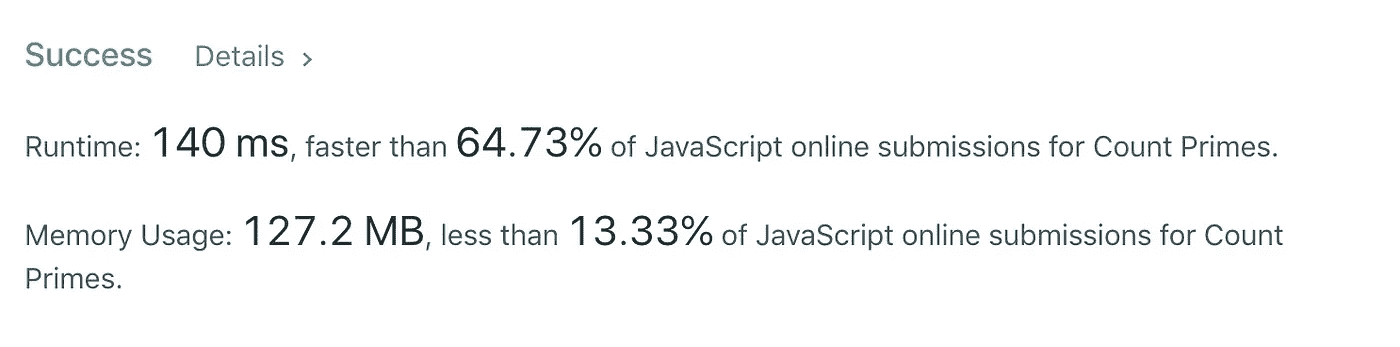 Success Details >
Runtime: 140 ms, faster than 64.73% of JavaScript online submissions for Count Primes.
Memory Usage: 127.2 MB, less than 13.33% of JavaScript online submissions for Count
Primes.